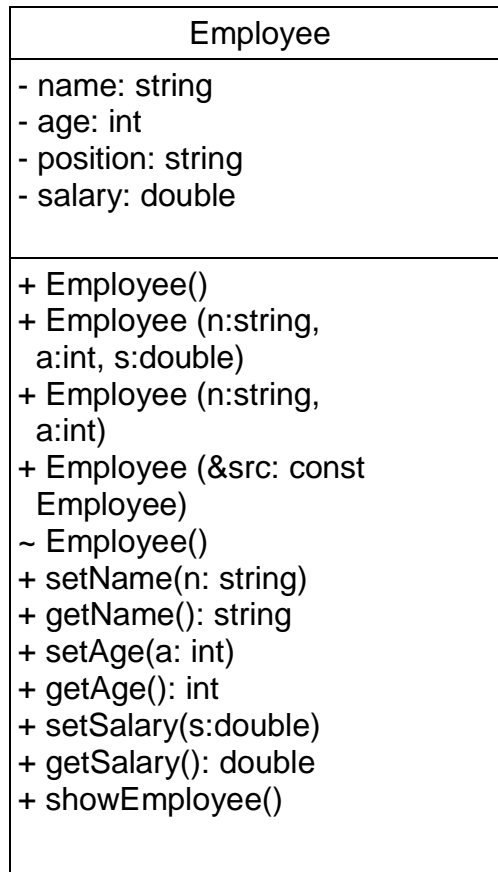 Employee
- name: string
- age: int
- position: string
- salary: double
+ Employee()
+ Employee (n:string,
a:int, s:double)
+ Employee (n:string,
a:int)
+ Employee (&src: const
Employee)
~ Employee()
+ setName(n: string)
+ getName(): string
+ setAge(a: int)
+ getAge(): int
+ setSalary(s:double)
+ getSalary(): double
+ showEmployee()